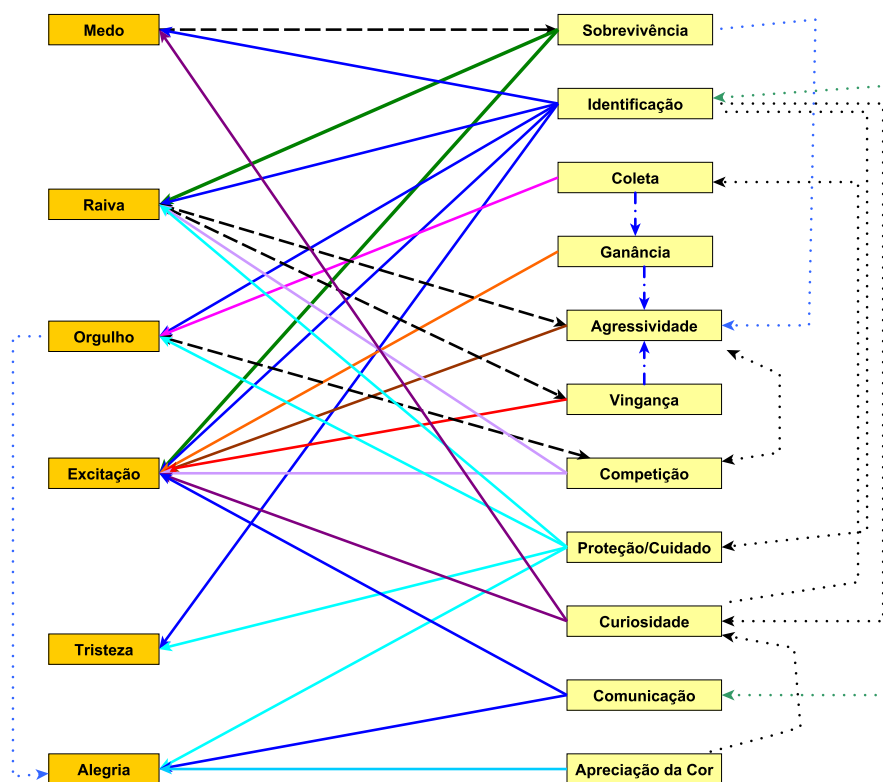 Medo
Sobrevivência
Identificação
Coleta
Raiva
Ganância
Orgulho
Agressividade
Vingança
Excitação
Competição
Proteção/Cuidado
Tristeza
Curiosidade
Comunicação
Alegria
Apreciação da Cor